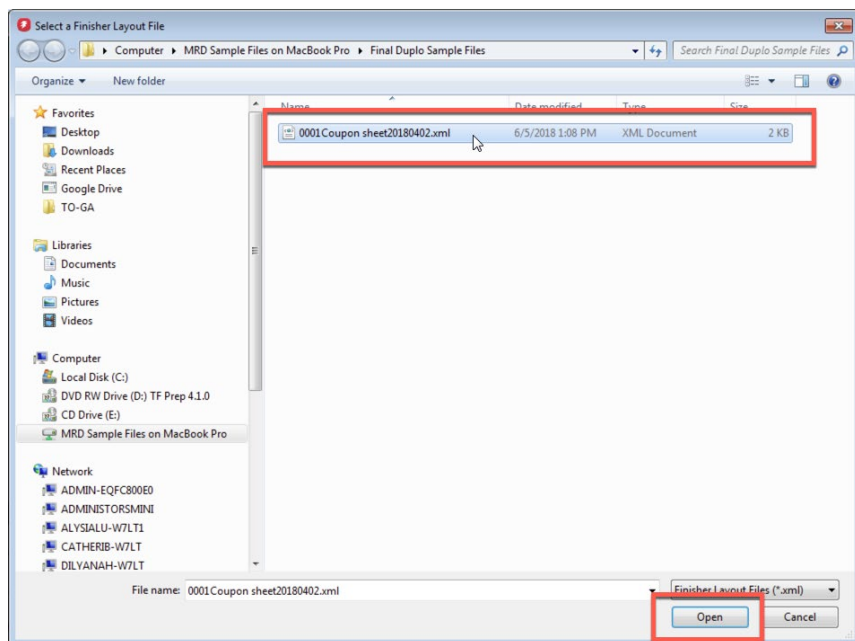 Select a Finisher Layout File
Computer MRD Sample Files on MacBook Pro Final Duplo Sample Files
Search Final Duplo Sample Files
Organize New folder
Name Date modified Type Size
0001Coupon sheet20180402.xml 6/5/2018 1:08 PM XML Document 2 KB
Favorites
Desktop
Downloads
Recent Places
Google Drive
TO-GA
Libraries
Documents
Music
Pictures
Videos
Computer
Local Disk (C:)
DVD RW Drive (D:) TF Prep 4.1.0
CD Drive (E:)
MRD Sample Files on MacBook Pro
Network
ADMIN-EQFC800E0
ADMINISTORSMINI
ALYSIALU-W7LT1
CATHERIB-W7LT
DILYANAH-W7LT
File name: 0001Coupon sheet20180402.xml Finisher Layout Files (*.xml)
Open Cancel